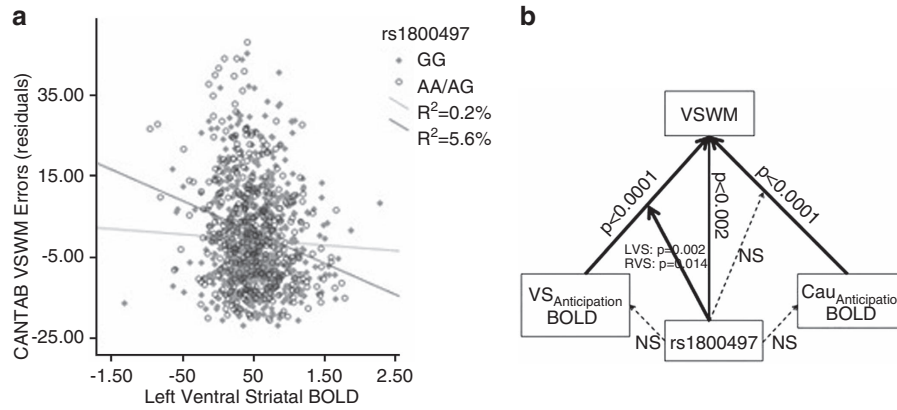 a
rs1800497
GG
AA/AG
R²=0.2%
R²=5.6%
CANTAB VSWM Errors (residuals)
35.00
15.00
-5.00
-25.00
-1.50
-50
50
1.50
2.50
Left Ventral Striatal BOLD
b
VSWM
p<0.0001
p<0.002
p<0.0001
LVS: p=0.002
RVS: p=0.014
NS
VS Anticipation
BOLD
Cau Anticipatio
BOLD
NS
rs1800497
NS